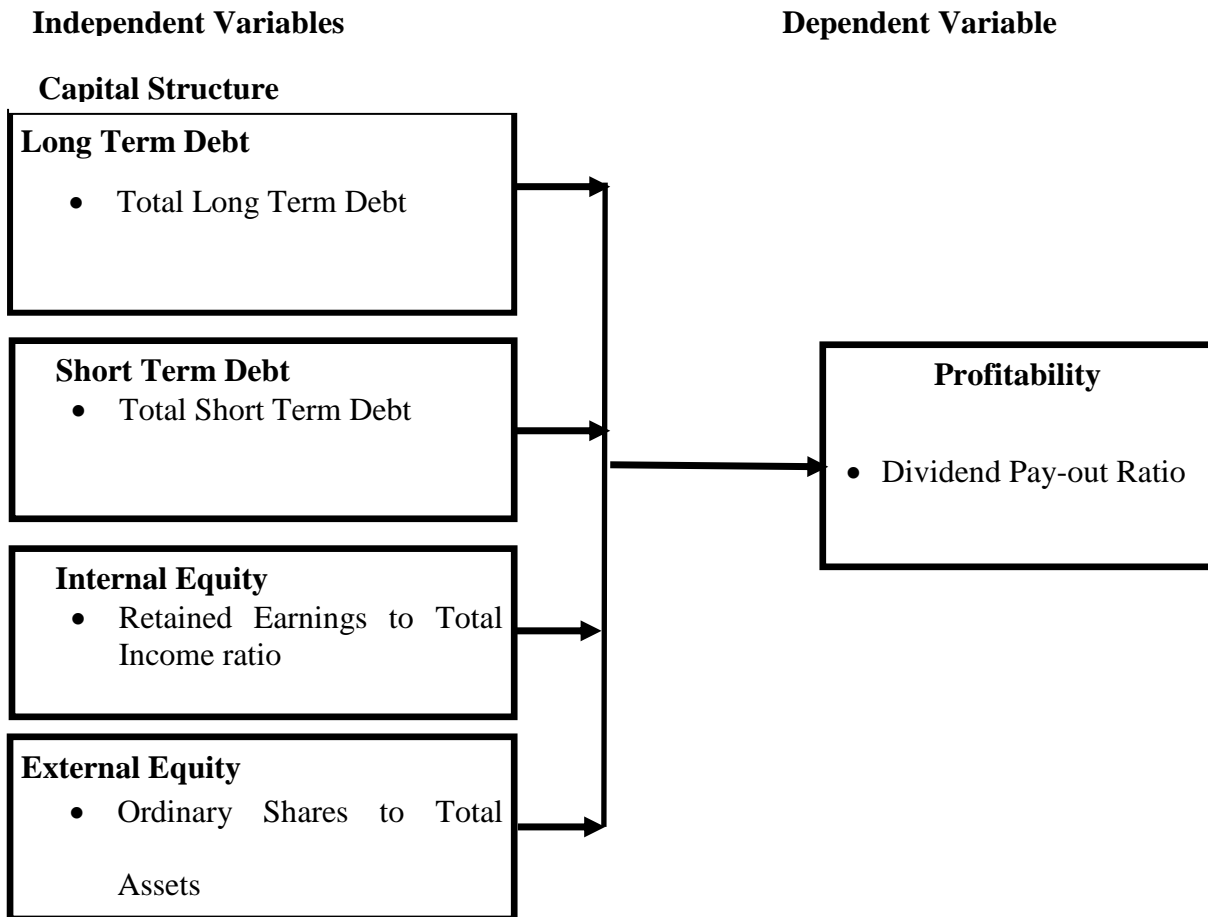 Independent Variables
Dependent Variable
Capital Structure
Long Term Debt
• Total Long Term Debt
Short Term Debt
• Total Short Term Debt
Internal Equity
• Retained Earnings to Total
Income ratio
External Equity
• Ordinary Shares to Total
Assets
Profitability
• Dividend Pay-out Ratio